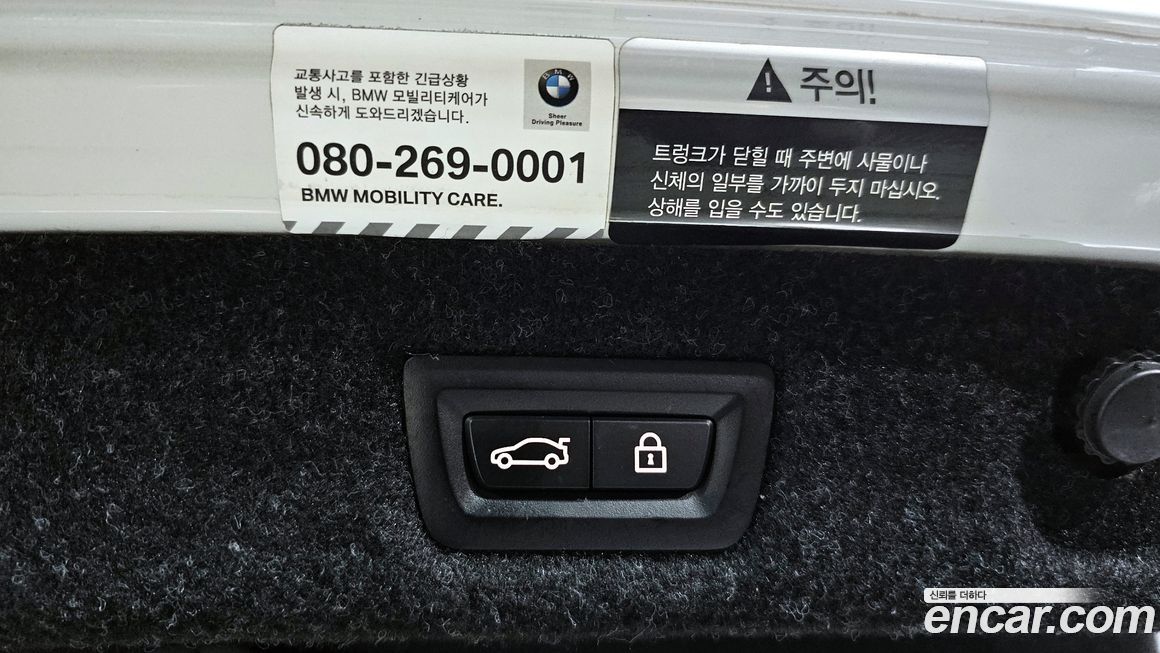 교통사고를 포함한 긴급상황
발생 시, BMW 모빌리티케어가
신속하게 도와드리겠습니다.
BMW
Sheer
Driving Pleasure
080-269-0001
BMW MOBILITY CARE.
주의!
트렁크가 닫힐 때 주변에 사물이나
신체의 일부를 가까이 두지 마십시오.
상해를 입을 수도 있습니다.
신뢰를 더하다
encar.com